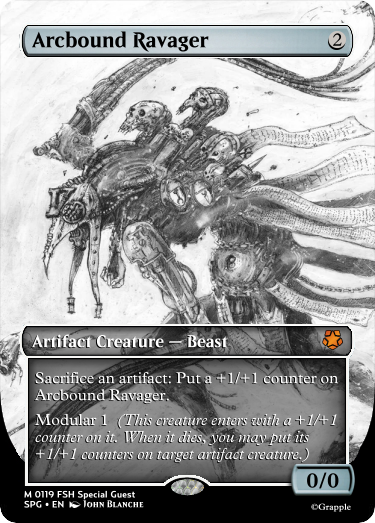 Arcbound Ravager 2
Artifact Creature — Beast
Sacrifice an artifact: Put a +1/+1 counter on
Arcbound Ravager.
Modular 1 (This creature enters with a +1/+1
counter on it. When it dies, you may put its
+1/+1 counters on target artifact creature.)
0/0
M 0119 FSH Special Guest
SPG • EN John Blanche
©Grapple